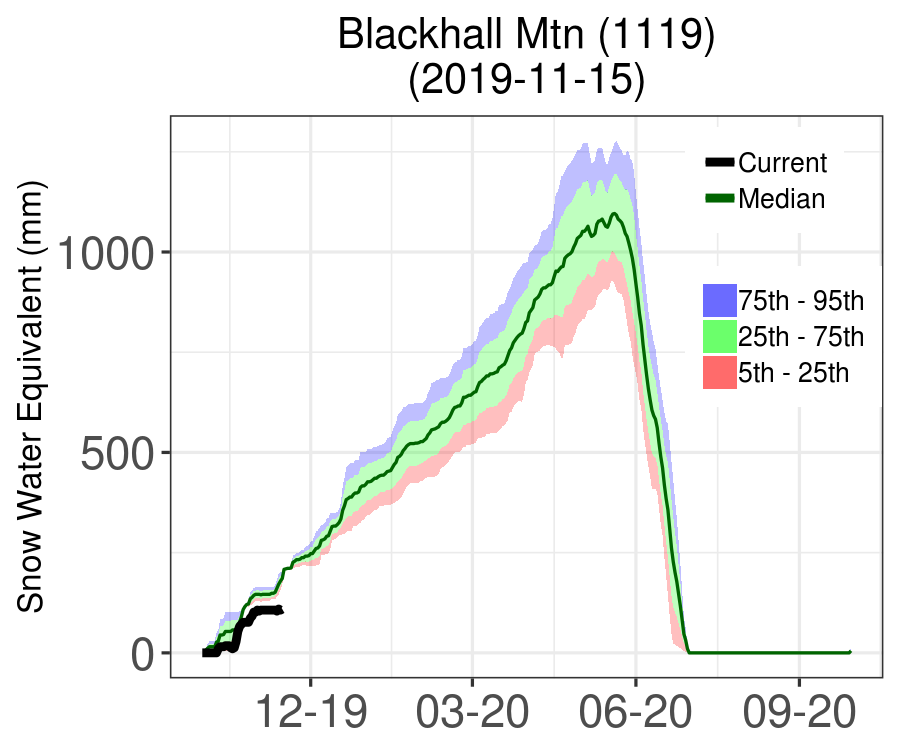 Blackhall Mtn (1119)
(2019-11-15)
Snow Water Equivalent (mm)
1000
500
0
Current
Median
75th - 95th
25th - 75th
5th - 25th
12-19 03-20 06-20 09-20